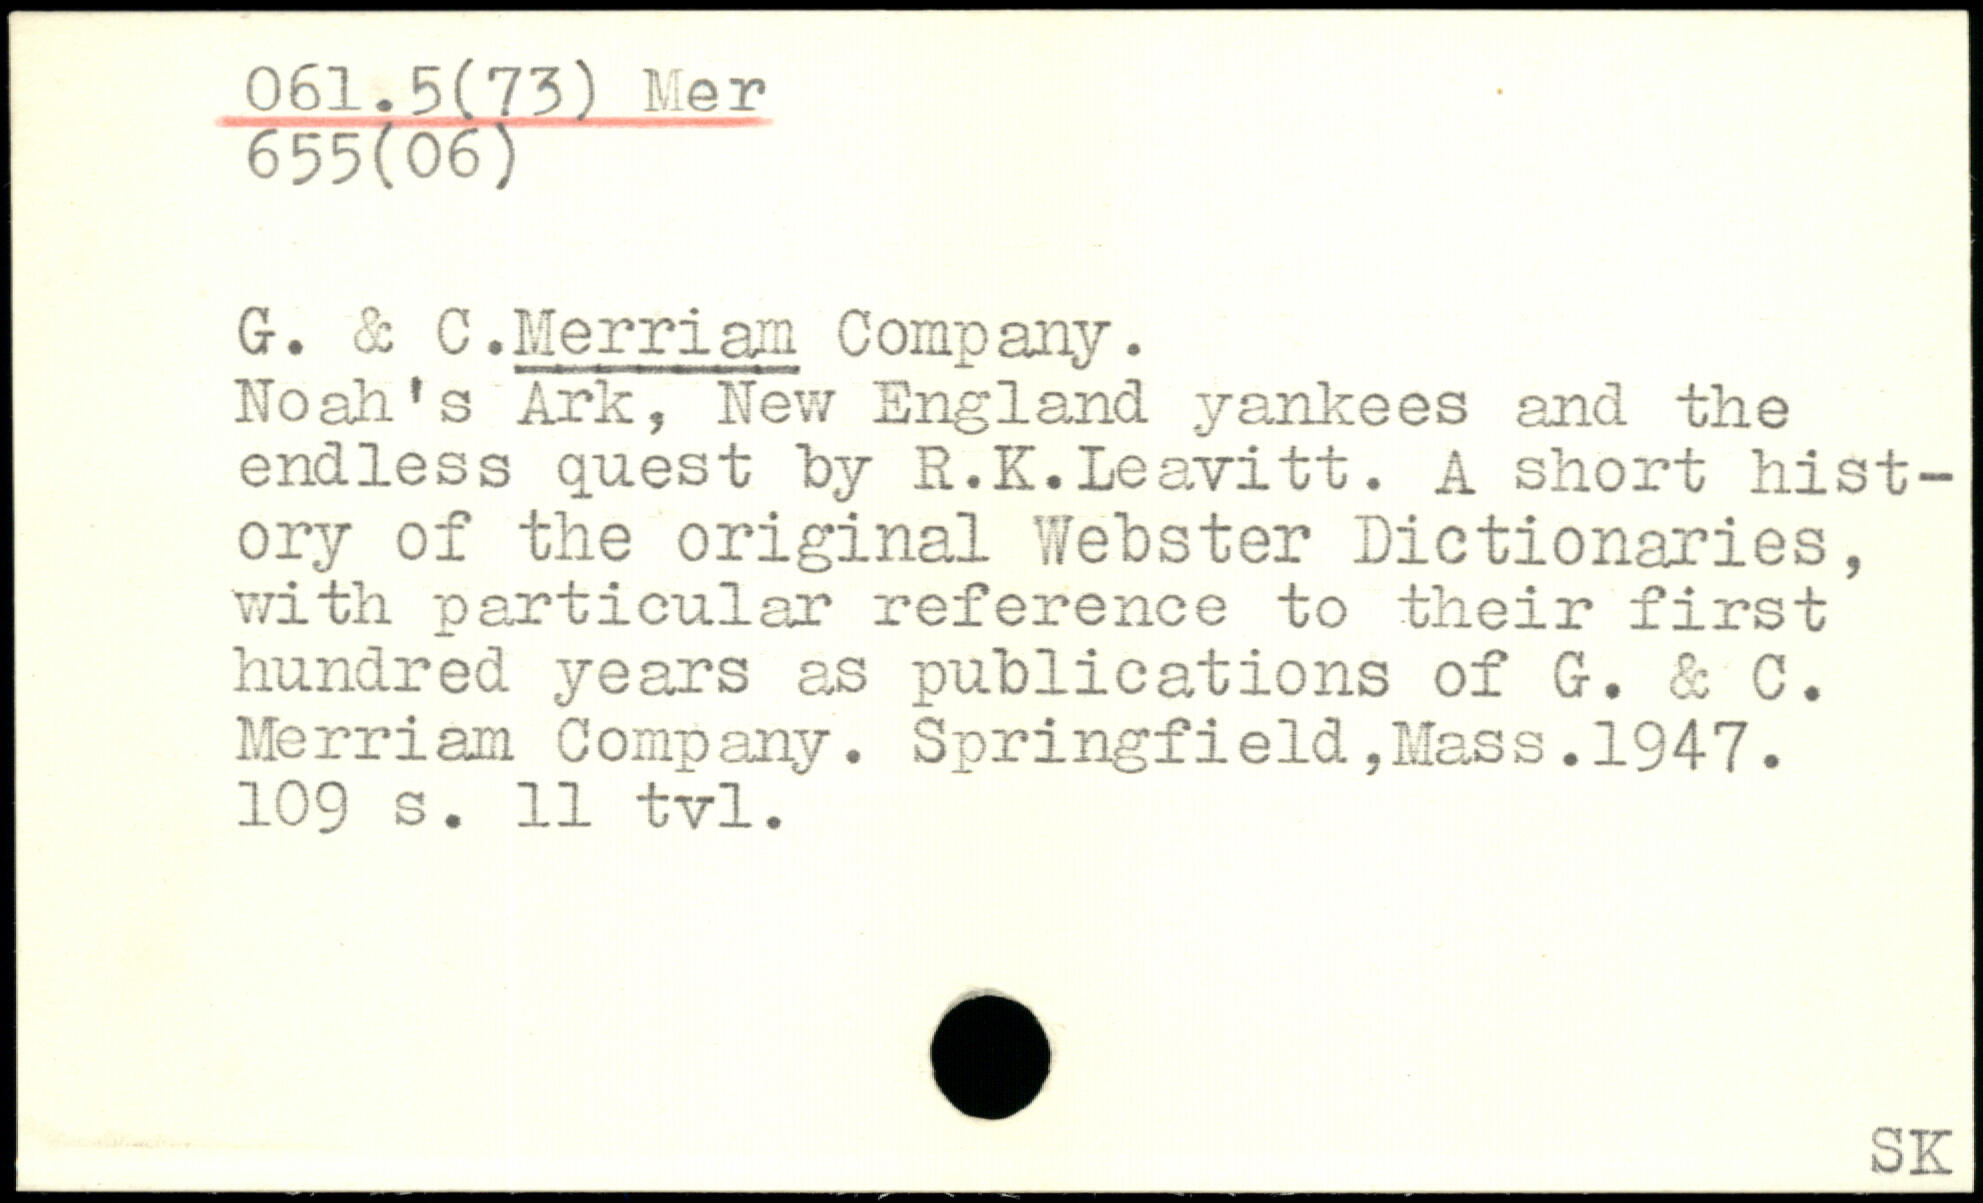 061.5(73) Mer
655(06)
G. & C.Merriam Company.
Noah's Ark, New England yankees and the
endless quest by R.K.Leavitt. A short hist-
ory of the original Webster Dictionaries,
with particular reference to their first
hundred years as publications of G. & C.
Merriam Company. Springfield,Mass.1947.
109 s. 11 tvl.
SK